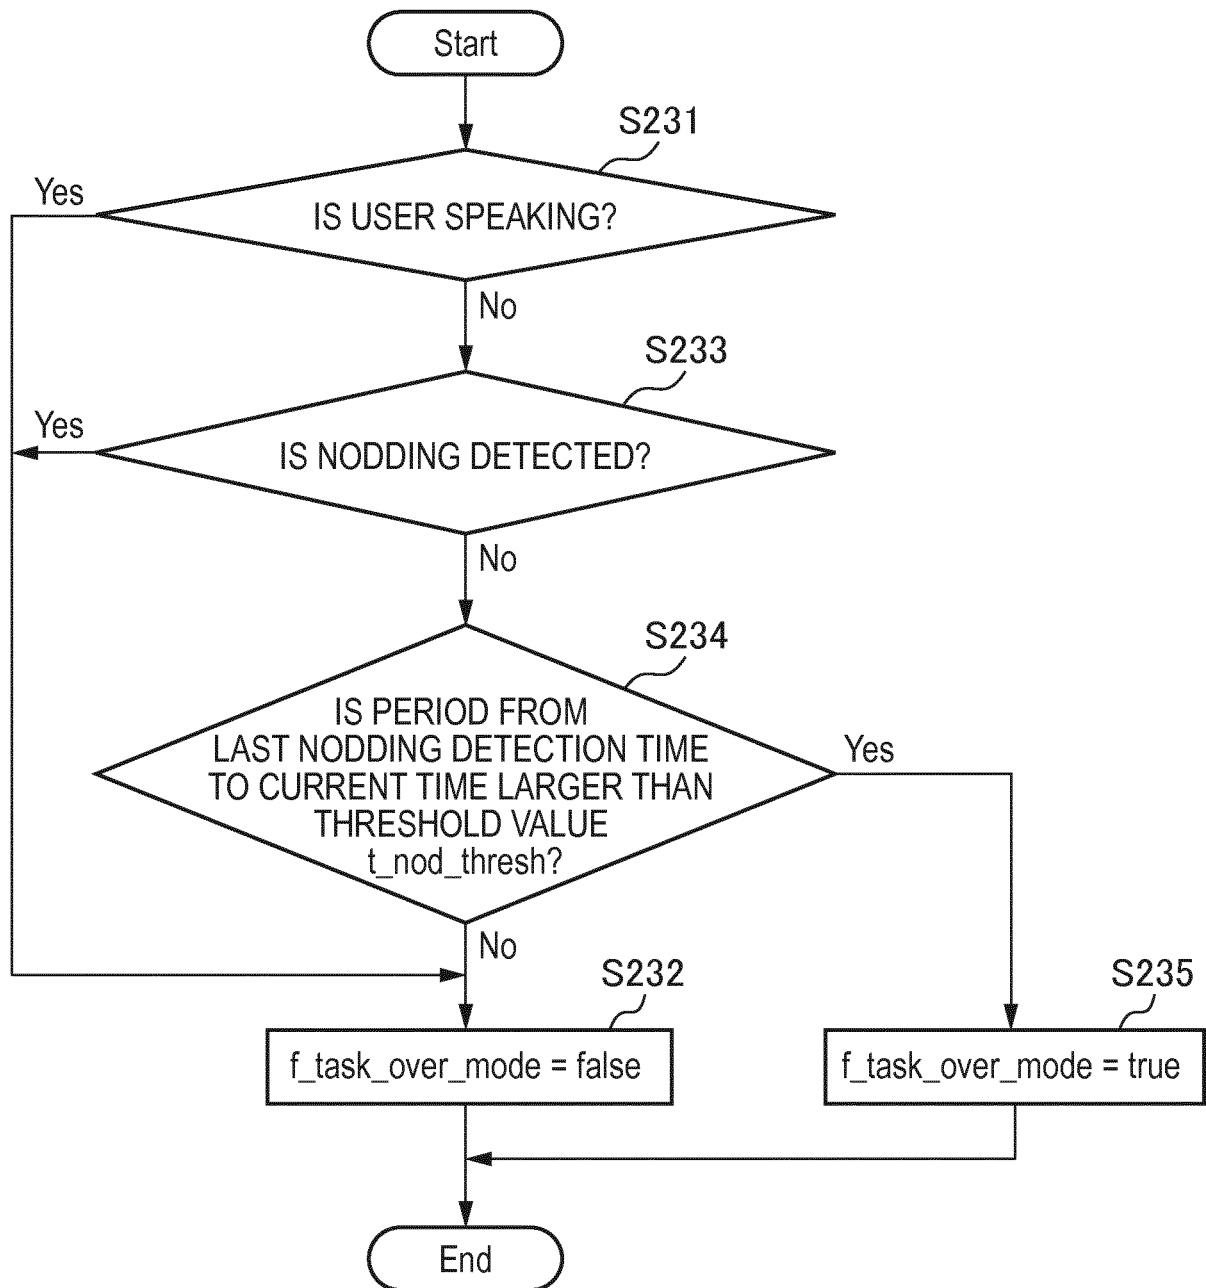 Start
S231
Yes
IS USER SPEAKING?
No
S233
Yes
IS NODDING DETECTED?
No
S234
IS PERIOD FROM
LAST NODDING DETECTION TIME
TO CURRENT TIME LARGER THAN
THRESHOLD VALUE
t_nod_thresh?
Yes
No
S232
S235
f_task_over_mode = false
f_task_over_mode = true
End